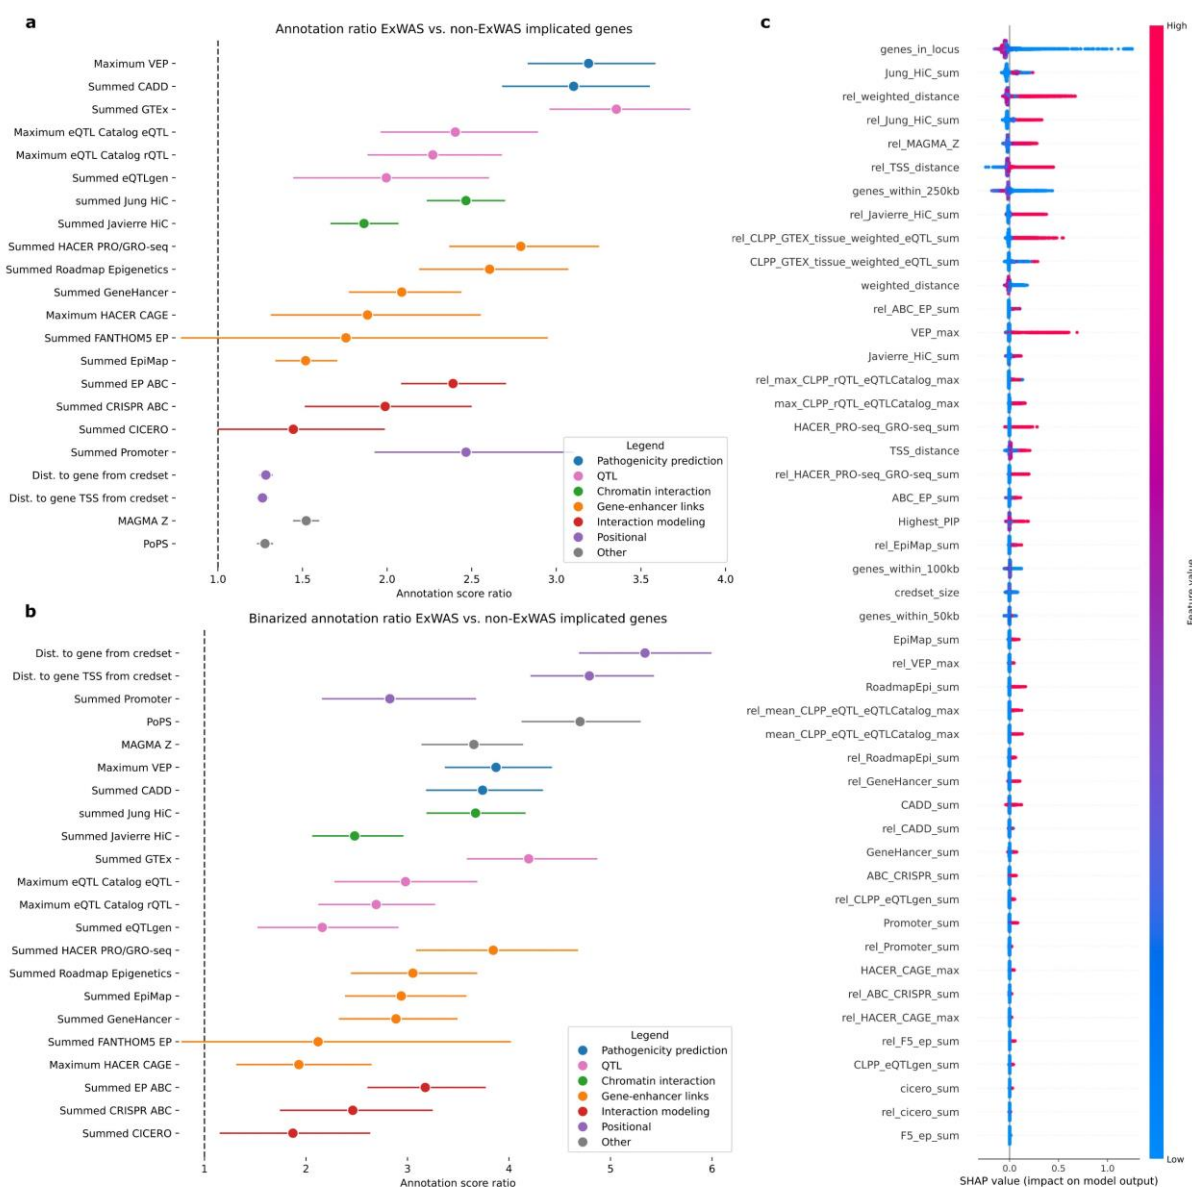 a
Annotation ratio ExWAS vs. non-ExWAS implicated genes
Maximum VEP
Summed CADD
Summed GTEx
Maximum eQTL Catalog eQTL
Maximum eQTL Catalog rQTL
Summed eQTLgen
summed Jung HiC
Summed Javierre HiC
Summed HACER PRO/GRO-seq
Summed Roadmap Epigenetics
Summed GeneHancer
Maximum HACER CAGE
Summed FANTHOM5 EP
Summed EpiMap
Summed EP ABC
Summed CRISPR ABC
Summed CICERO
Summed Promoter
Dist. to gene from credset
Dist. to gene TSS from credset
MAGMA Z
PoPS
Legend
Pathogenicity prediction
QTL
Chromatin interaction
Gene-enhancer links
Interaction modeling
Positional
Other
1.0 1.5 2.0 2.5 3.0 3.5 4.0
Annotation score ratio
b
Binarized annotation ratio ExWAS vs. non-ExWAS implicated genes
Dist. to gene from credset
Dist. to gene TSS from credset
Summed Promoter
PoPS
MAGMA Z
Maximum VEP
Summed CADD
summed Jung HiC
Summed Javierre HiC
Summed GTEx
Maximum eQTL Catalog eQTL
Maximum eQTL Catalog rQTL
Summed eQTLgen
Summed HACER PRO/GRO-seq
Summed Roadmap Epigenetics
Summed EpiMap
Summed GeneHancer
Summed FANTHOM5 EP
Maximum HACER CAGE
Summed EP ABC
Summed CRISPR ABC
Summed CICERO
Legend
Pathogenicity prediction
QTL
Chromatin interaction
Gene-enhancer links
Interaction modeling
Positional
Other
1 2 3 4 5 6
Annotation score ratio
c
genes_in_locus
Jung_HiC_sum
rel_weighted_distance
rel_Jung_HiC_sum
rel_MAGMA_Z
rel_TSS_distance
genes_within_250kb
rel_Javierre_HiC_sum
rel_CLPP_GTEX_tissue_weighted_eQTL_sum
CLPP_GTEX_tissue_weighted_eQTL_sum
weighted_distance
rel_ABC_EP_sum
VEP_max
Javierre_HiC_sum
rel_max_CLPP_rQTL_eQTLCatalog_max
max_CLPP_rQTL_eQTLCatalog_max
HACER_PRO-seq_GRO-seq_sum
TSS_distance
rel_HACER_PRO-seq_GRO-seq_sum
ABC_EP_sum
Highest_PIP
rel_EpiMap_sum
genes_within_100kb
credset_size
genes_within_50kb
EpiMap_sum
rel_VEP_max
RoadmapEpi_sum
rel_mean_CLPP_eQTL_eQTLCatalog_max
mean_CLPP_eQTL_eQTLCatalog_max
rel_RoadmapEpi_sum
rel_GeneHancer_sum
CADD_sum
rel_CADD_sum
GeneHancer_sum
ABC_CRISPR_sum
rel_CLPP_eQTLgen_sum
Promoter_sum
rel_Promoter_sum
HACER_CAGE_max
rel_ABC_CRISPR_sum
rel_HACER_CAGE_max
rel_F5_ep_sum
CLPP_eQTLgen_sum
cicero_sum
rel_cicero_sum
F5_ep_sum
0.0 1.0
SHAP value (impact on model output)
High
Feature value
Low